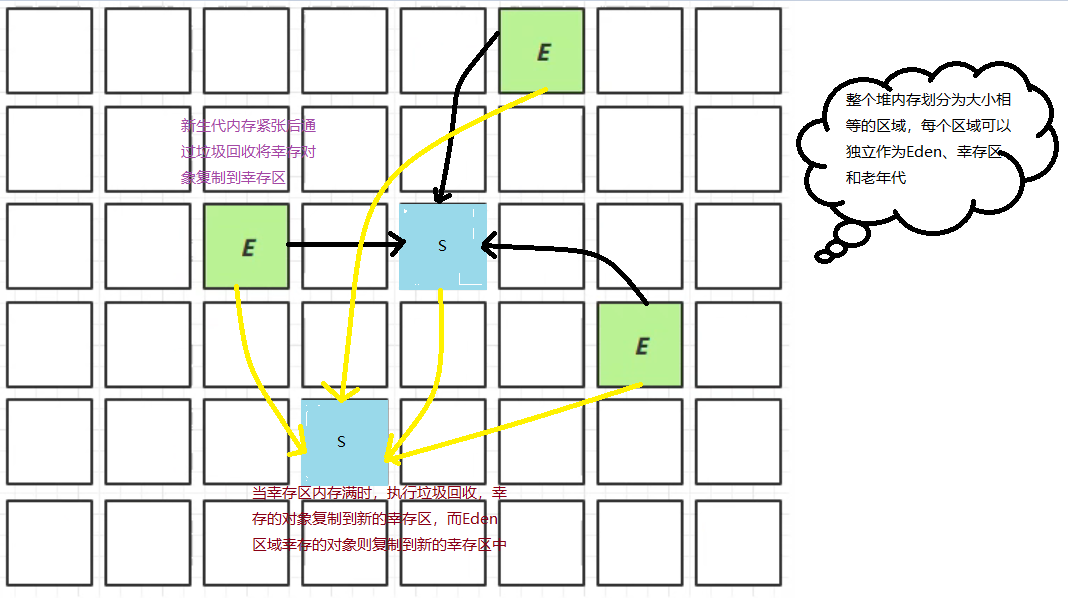 E
整个堆内存划分为大小相
等的区域，每个区域可以
独立作为Eden、幸存区
和老年代
新生代内存紧张后通
过垃圾回收将幸存对
象复制到幸存区
E
S
E
S
当幸存区内存满时，执行垃圾回收，幸
存的对象复制到新的幸存区，而Eden
区域幸存的对象则复制到新的幸存区中